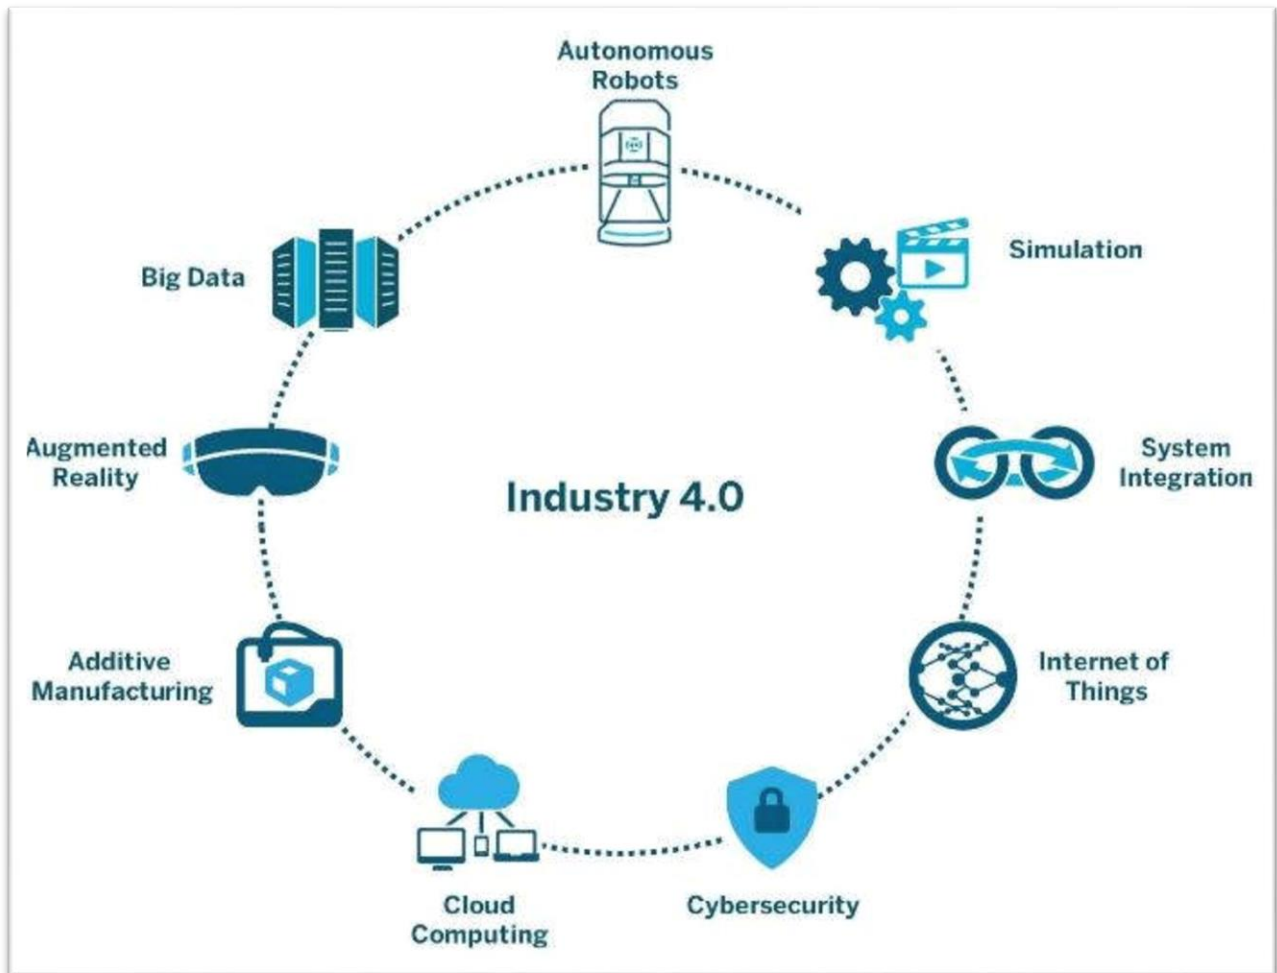 Autonomous
Robots
Simulation
Big Data
Augmented
Reality
System
Integration
Industry 4.0
Additive
Manufacturing
Internet of
Things
Cloud
Computing
Cybersecurity